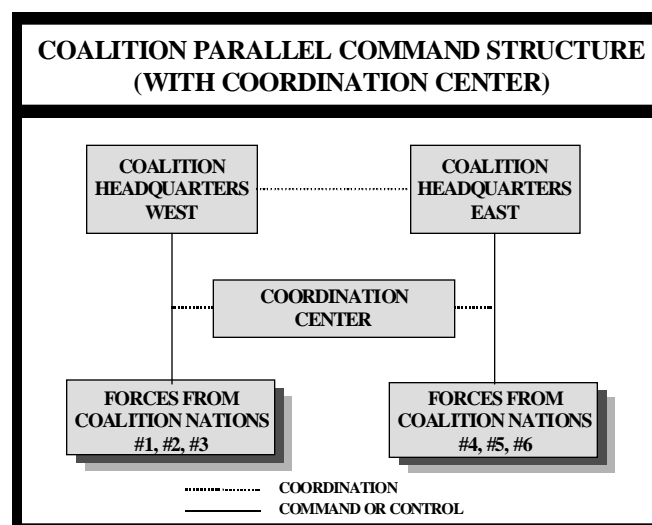 COALITION PARALLEL COMMAND STRUCTURE
(WITH COORDINATION CENTER)
COALITION
HEADQUARTERS
WEST
COALITION
HEADQUARTERS
EAST
COORDINATION
CENTER
FORCES FROM
COALITION NATIONS
#1, #2, #3
FORCES FROM
COALITION NATIONS
#4, #5, #6
COORDINATION
COMMAND OR CONTROL